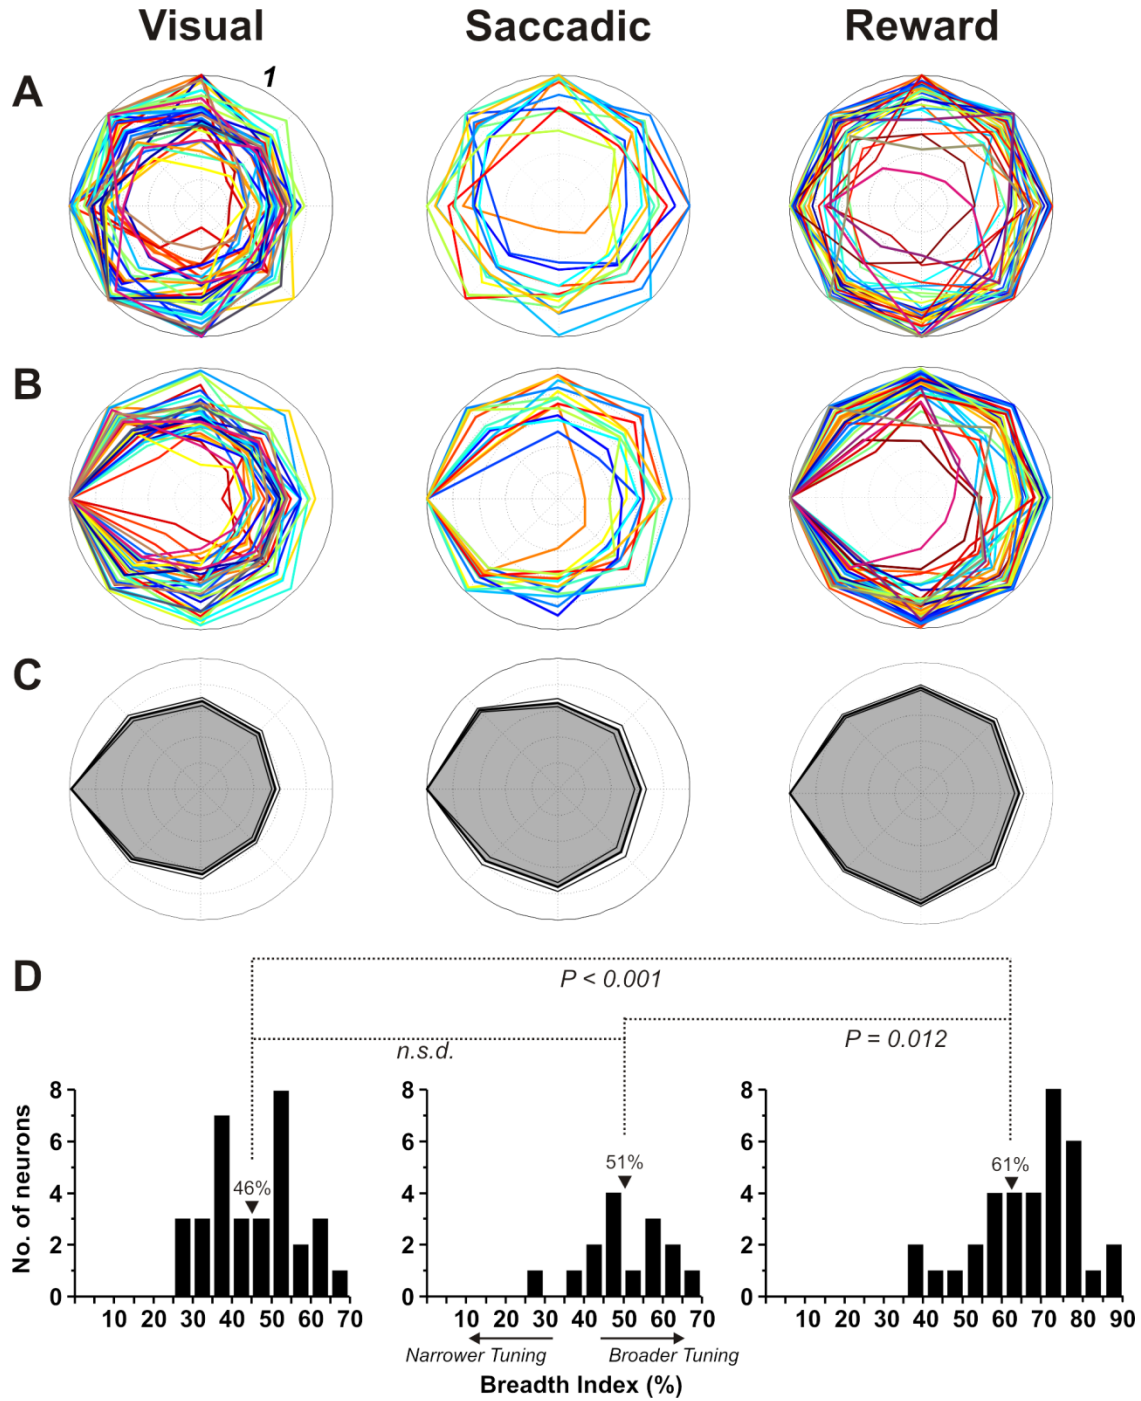 Visual Saccadic Reward
A
1
B
C
D
P < 0.001
n.s.d.
P = 0.012
No. of neurons
8 8 8
6 6 6
4 4 4
2 2 2
0 0 0
46% 51% 61%
10 20 30 40 50 60 70 10 20 30 40 50 60 70 10 20 30 40 50 60 70 80 90
Narrower Tuning Broader Tuning
Breadth Index (%)